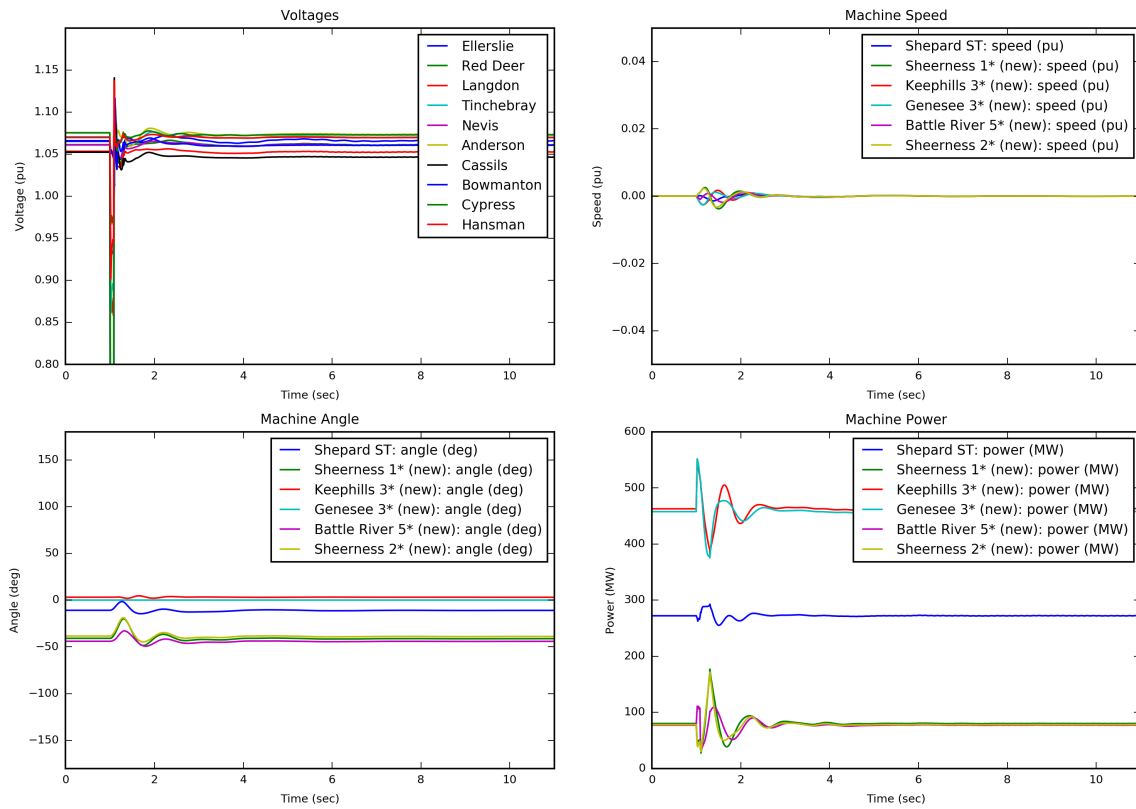 Voltages
1.15
1.10
1.05
1.00
0.95
0.90
0.85
0.80
Voltage (pu)
0 2 4 6 8 10
Time (sec)
Ellerslie
Red Deer
Langdon
Tinchebray
Nevis
Anderson
Cassils
Bowmanton
Cypress
Hansman
Machine Speed
0.04
0.02
0.00
−0.02
−0.04
Speed (pu)
0 2 4 6 8 10
Time (sec)
Shepard ST: speed (pu)
Sheerness 1* (new): speed (pu)
Keephills 3* (new): speed (pu)
Genesee 3* (new): speed (pu)
Battle River 5* (new): speed (pu)
Sheerness 2* (new): speed (pu)
Machine Angle
150
100
50
0
−50
−100
−150
Angle (deg)
0 2 4 6 8 10
Time (sec)
Shepard ST: angle (deg)
Sheerness 1* (new): angle (deg)
Keephills 3* (new): angle (deg)
Genesee 3* (new): angle (deg)
Battle River 5* (new): angle (deg)
Sheerness 2* (new): angle (deg)
Machine Power
600
500
400
300
200
100
0
Power (MW)
0 2 4 6 8 10
Time (sec)
Shepard ST: power (MW)
Sheerness 1* (new): power (MW)
Keephills 3* (new): power (MW)
Genesee 3* (new): power (MW)
Battle River 5* (new): power (MW)
Sheerness 2* (new): power (MW)